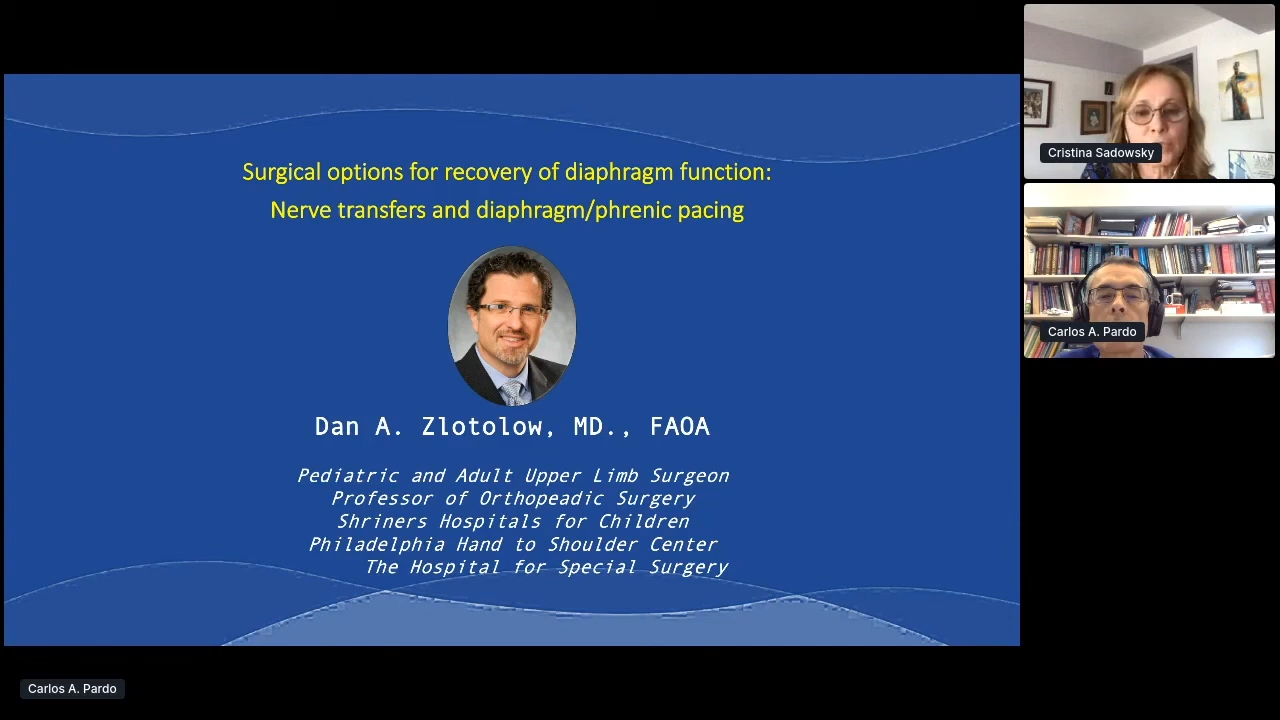 Surgical options for recovery of diaphragm function:
Nerve transfers and diaphragm/phrenic pacing
Dan A. Zlotolow, MD., FAOA
Pediatric and Adult Upper Limb Surgeon
Professor of Orthopeadic Surgery
Shriners Hospitals for Children
Philadelphia Hand to Shoulder Center
The Hospital for Special Surgery
Cristina Sadowsky
Carlos A. Pardo
Carlos A. Pardo